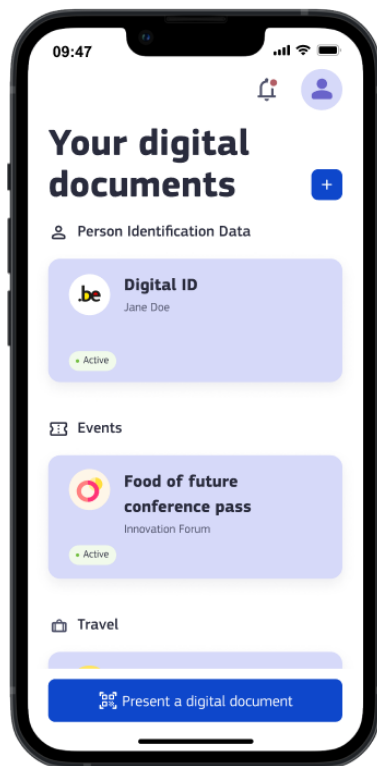 09:47
Your digital
documents
+
Person Identification Data
.be
Digital ID
Jane Doe
Active
Events
Food of future
conference pass
Innovation Forum
Active
Travel
Present a digital document